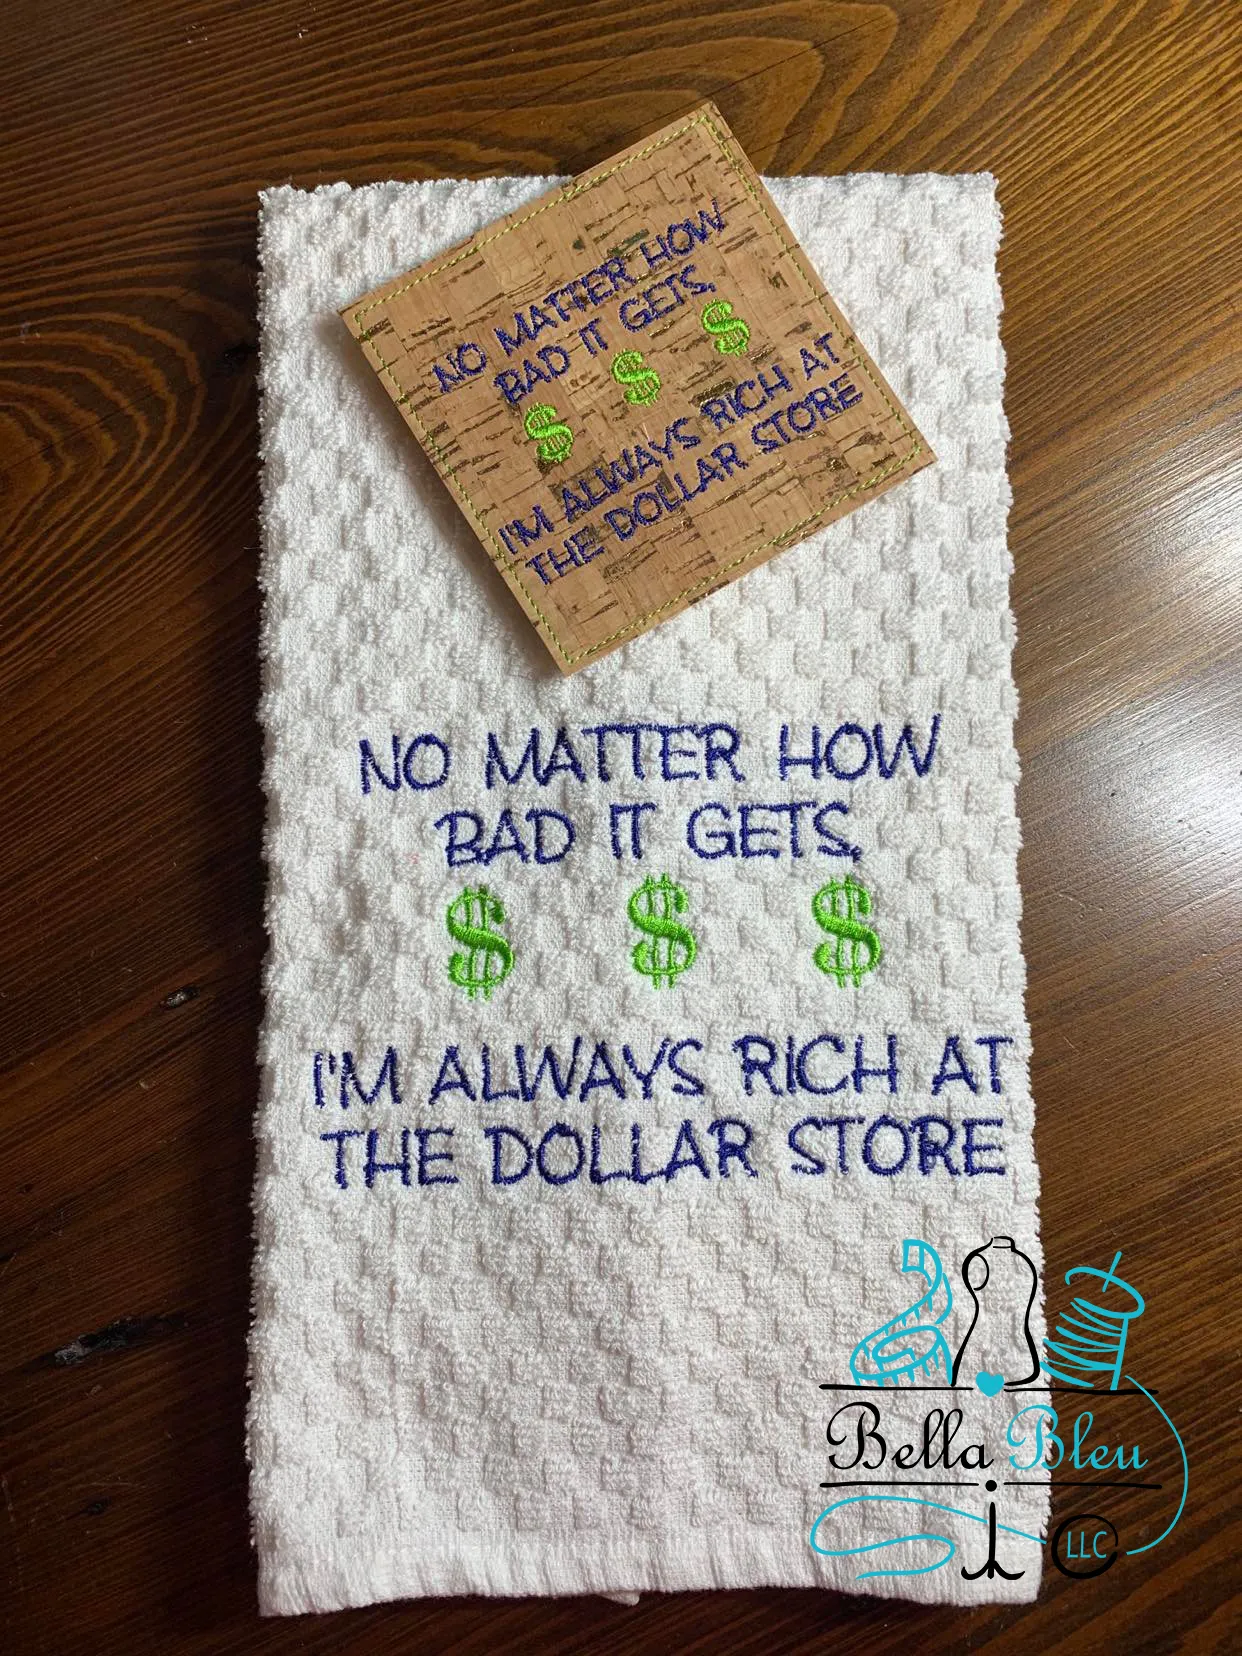 NO MATTER HOW
BAD IT GETS,
$ $ $
I'M ALWAYS RICH AT
THE DOLLAR STORE
NO MATTER HOW
BAD IT GETS,
$ $ $
I'M ALWAYS RICH AT
THE DOLLAR STORE
Bella Bleu
LLC